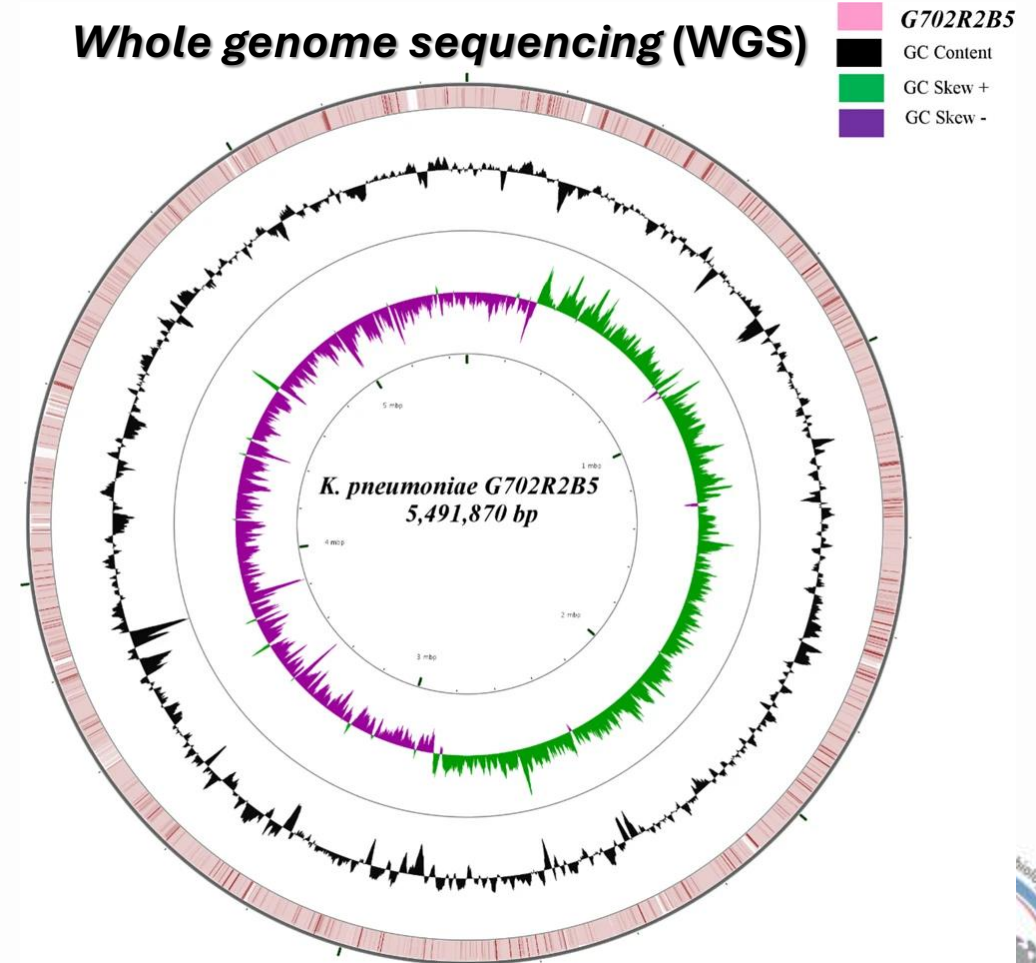 Whole genome sequencing (WGS)
G702R2B5
GC Content
GC Skew +
GC Skew -
5 mbp
1 mbp
K. pneumoniae G702R2B5
5,491,870 bp
4 mbp
2 mbp
3 mbp